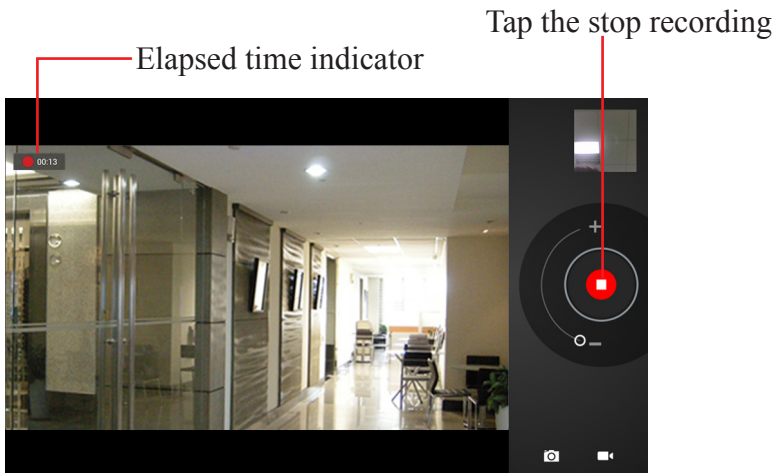 Tap the stop recording
Elapsed time indicator
00:13